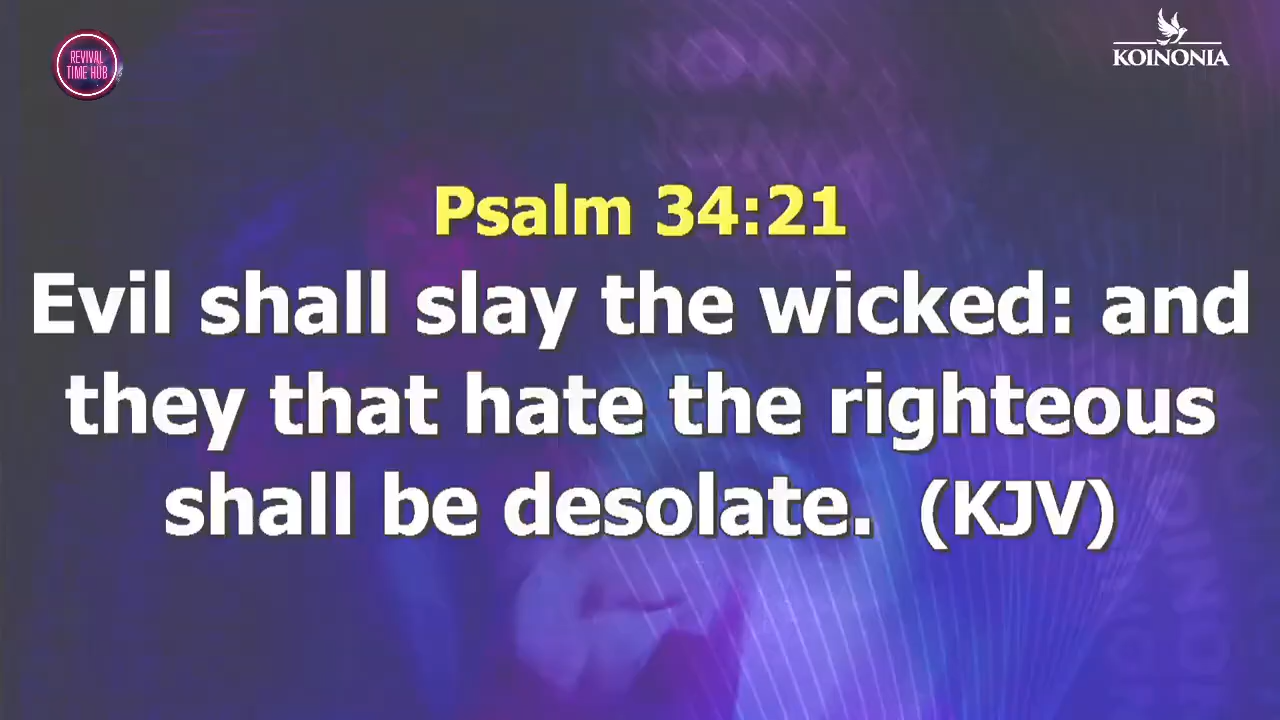 REVIVAL
TIME HUB
KOINONIA
Psalm 34:21
Evil shall slay the wicked: and
they that hate the righteous
shall be desolate.  (KJV)